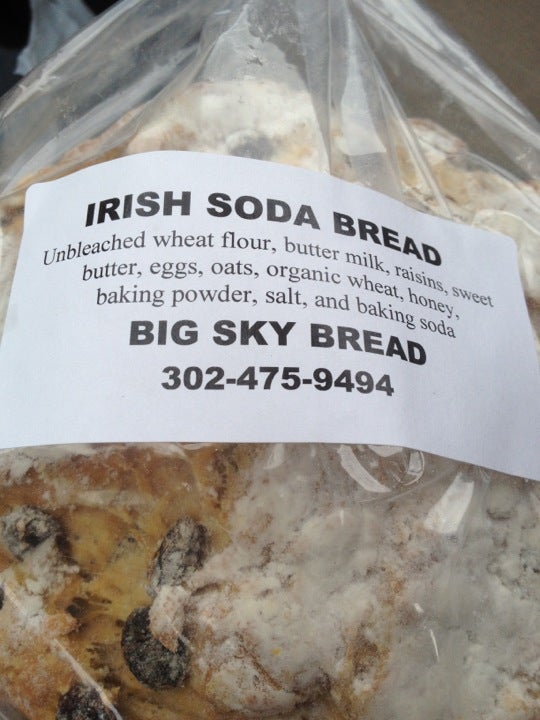 IRISH SODA BREAD
Unbleached wheat flour, butter milk, raisins, sweet
butter, eggs, oats, organic wheat, honey,
baking powder, salt, and baking soda
BIG SKY BREAD
302-475-9494